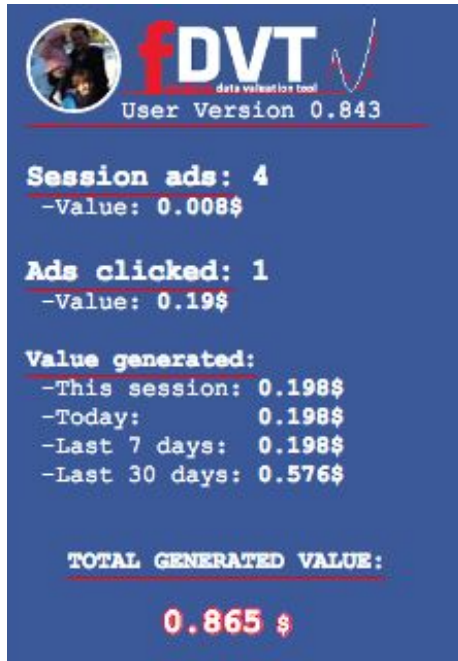 fDVT
data valuation tool
User Version 0.843
Session ads: 4
-Value: 0.008$
Ads clicked: 1
-Value: 0.19$
Value generated:
-This session: 0.198$
-Today: 0.198$
-Last 7 days: 0.198$
-Last 30 days: 0.576$
TOTAL GENERATED VALUE:
0.865 $